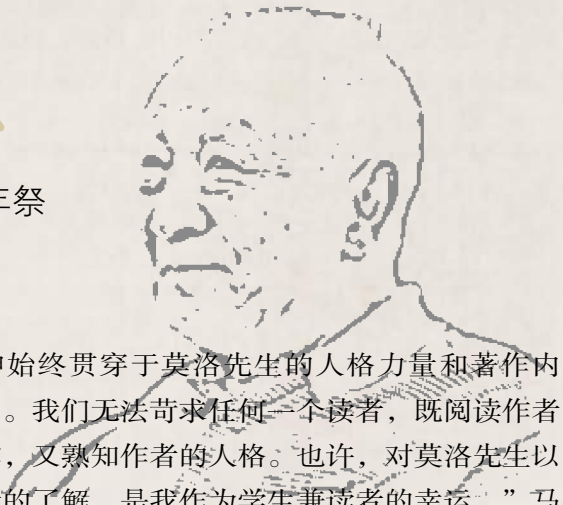 年祭
中始终贯穿于莫洛先生的人格力量和著作内
。我们无法苛求任何一个读者，既阅读作者
，又熟知作者的人格。也许，对莫洛先生以
的了解，是我作为学生兼读者的幸运。”马